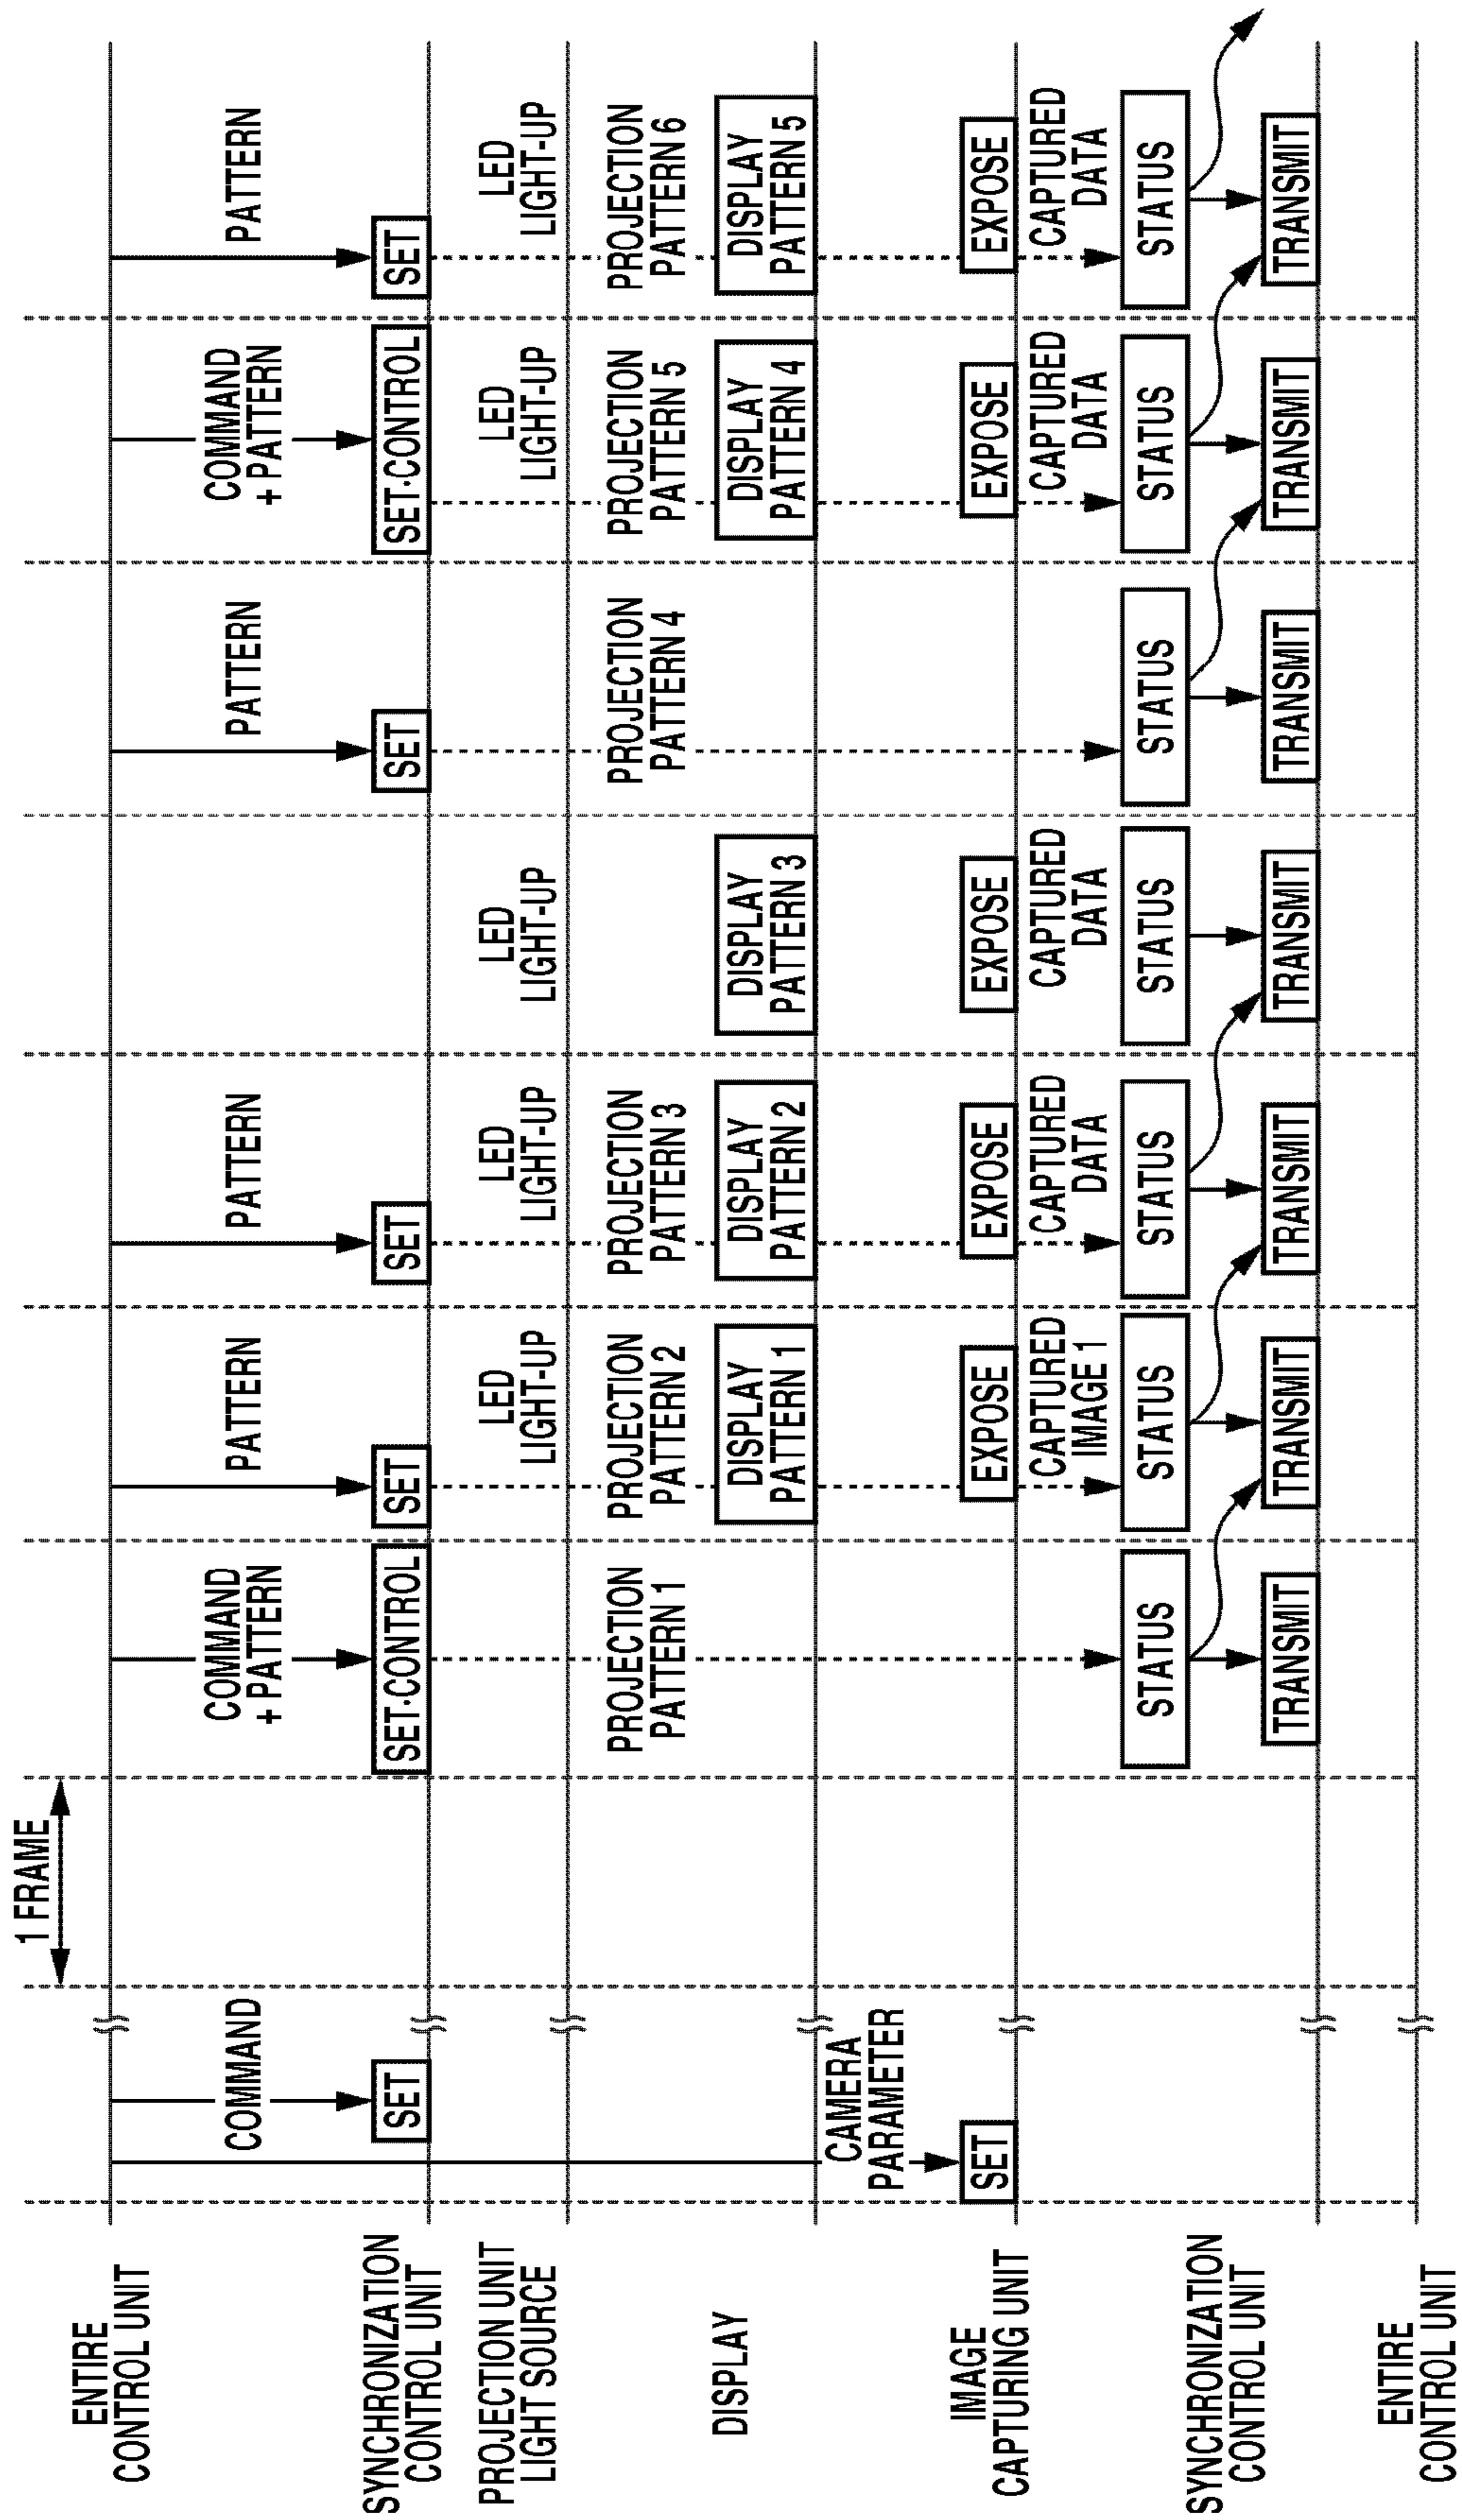 1 FRAME
ENTIRE
CONTROL UNIT
COMMAND
COMMAND
+ PATTERN
PATTERN
PATTERN
PATTERN
COMMAND
+ PATTERN
PATTERN
SYNCHRONIZATION
CONTROL UNIT
SET
SET·CONTROL
SET
SET
SET
SET·CONTROL
SET
PROJECTION UNIT
LIGHT SOURCE
LED
LIGHT-UP
LED
LIGHT-UP
LED
LIGHT-UP
LED
LIGHT-UP
LED
LIGHT-UP
PROJECTION
PATTERN 1
PROJECTION
PATTERN 2
PROJECTION
PATTERN 3
PROJECTION
PATTERN 4
PROJECTION
PATTERN 5
PROJECTION
PATTERN 6
DISPLAY
DISPLAY
PATTERN 1
DISPLAY
PATTERN 2
DISPLAY
PATTERN 3
DISPLAY
PATTERN 4
DISPLAY
PATTERN 5
CAMERA
PARAMETER
IMAGE
CAPTURING UNIT
SET
EXPOSE
EXPOSE
EXPOSE
EXPOSE
EXPOSE
CAPTURED
IMAGE 1
CAPTURED
DATA
CAPTURED
DATA
CAPTURED
DATA
CAPTURED
DATA
STATUS
STATUS
STATUS
STATUS
STATUS
STATUS
STATUS
SYNCHRONIZATION
CONTROL UNIT
TRANSMIT
TRANSMIT
TRANSMIT
TRANSMIT
TRANSMIT
TRANSMIT
TRANSMIT
ENTIRE
CONTROL UNIT